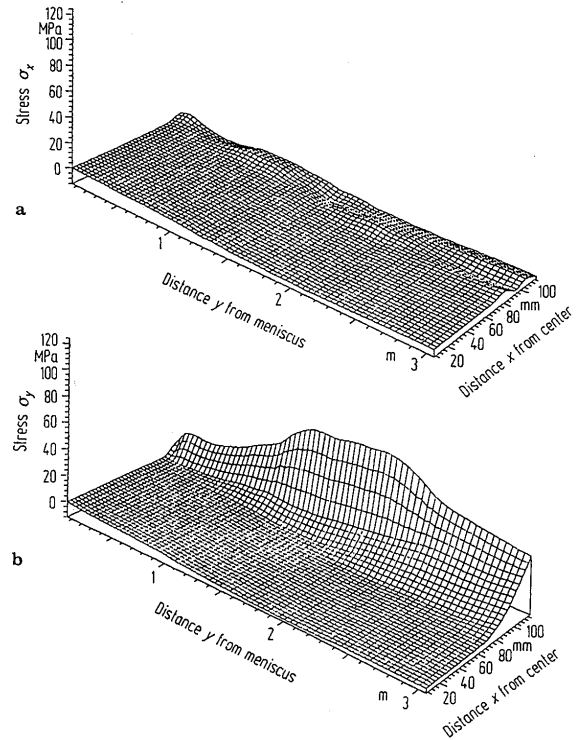 120
MPa
100
80
60
40
20
0
Stress σx
a
1
2
m 3
Distance y from meniscus
20 40 60 80 mm 100
Distance x from center
120
MPa
100
80
60
40
20
0
Stress σy
b
1
2
m 3
Distance y from meniscus
20 40 60 80 mm 100
Distance x from center